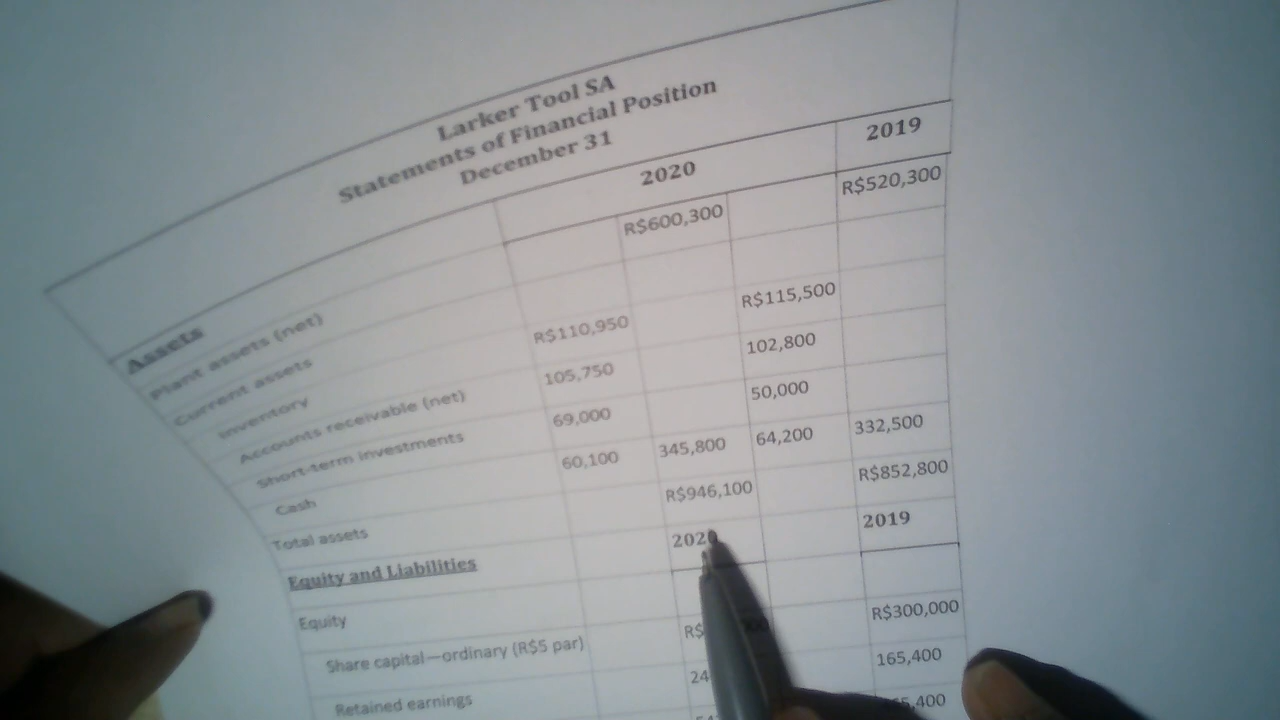 Larker Tool SA
Statements of Financial Position
December 31
2020 2019
Assets
Plant assets (net) R$600,300 R$520,300
Current assets
Inventory R$110,950 R$115,500
Accounts receivable (net) 105,750 102,800
Short-term investments 69,000 50,000
Cash 60,100 345,800 64,200 332,500
Total assets R$946,100 R$852,800
Equity and Liabilities 2020 2019
Equity
Share capital—ordinary (R$5 par) R$300,000
Retained earnings 165,400